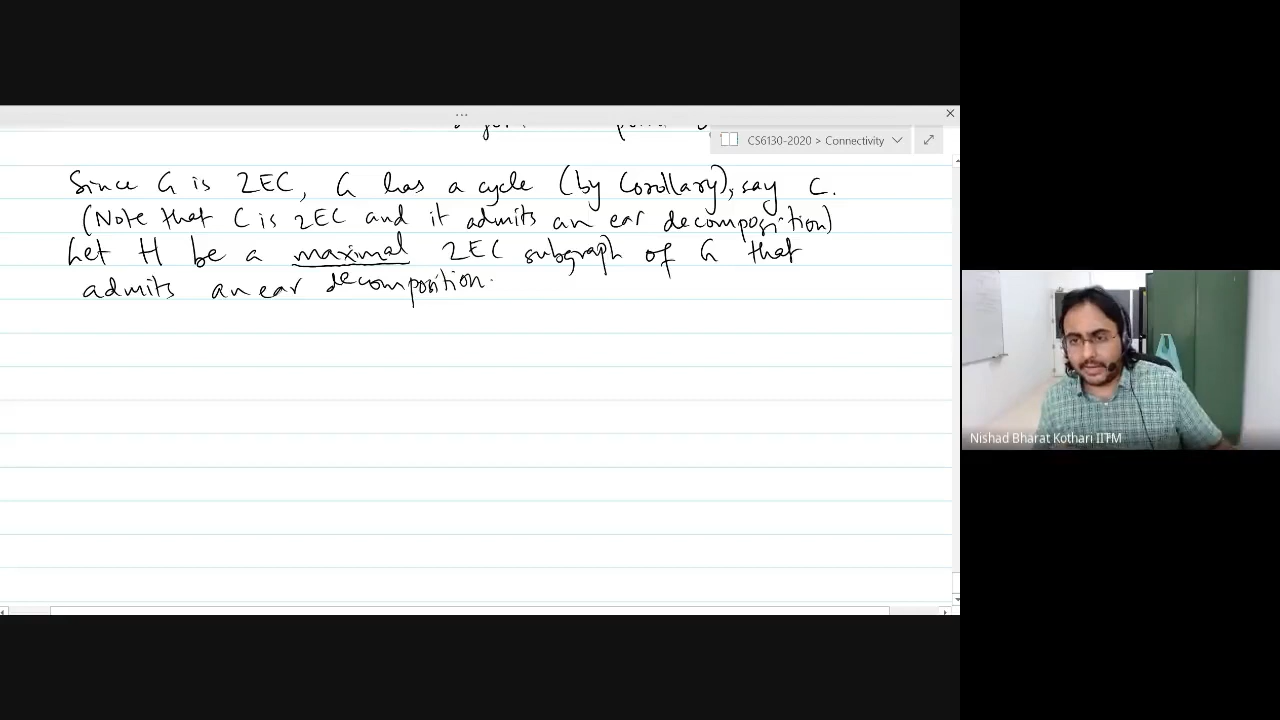 CS6130-2020 > Connectivity
Since G is 2EC, G has a cycle (by Corollary), say C.
(Note that C is 2EC and it admits an ear decomposition)
Let H be a maximal 2EC subgraph of G that
admits an ear decomposition.
Nishad Bharat Kothari IITM